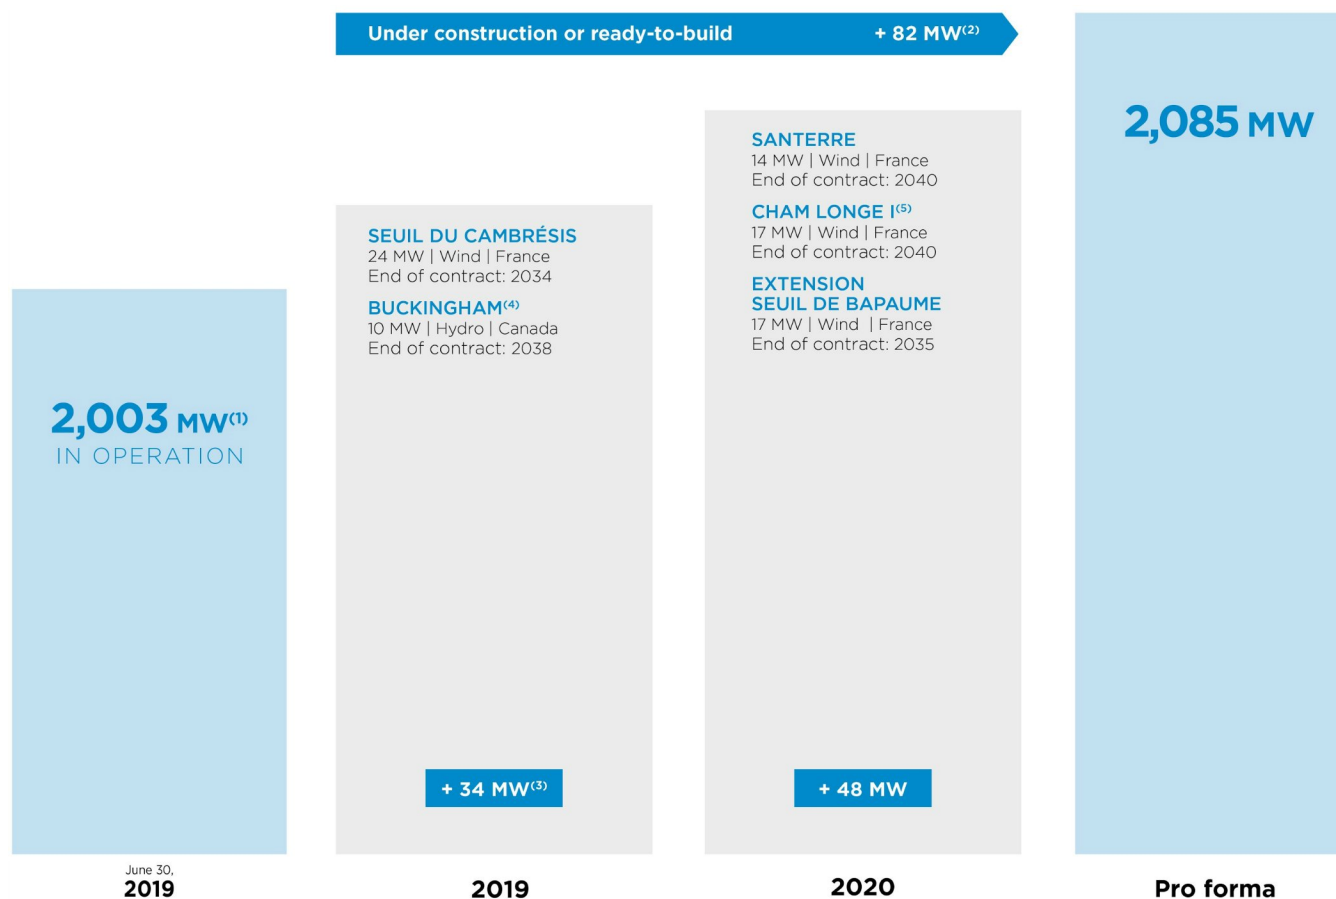 Under construction or ready-to-build + 82 MW(2)
2,085 MW
SANTERRE
14 MW | Wind | France
End of contract: 2040
CHAM LONGE I(5)
17 MW | Wind | France
End of contract: 2040
EXTENSION
SEUIL DE BAPAUME
17 MW | Wind | France
End of contract: 2035
SEUIL DU CAMBRÉSIS
24 MW | Wind | France
End of contract: 2034
BUCKINGHAM(4)
10 MW | Hydro | Canada
End of contract: 2038
2,003 MW(1)
IN OPERATION
+ 34 MW(3)
+ 48 MW
June 30,
2019
2019
2020
Pro forma